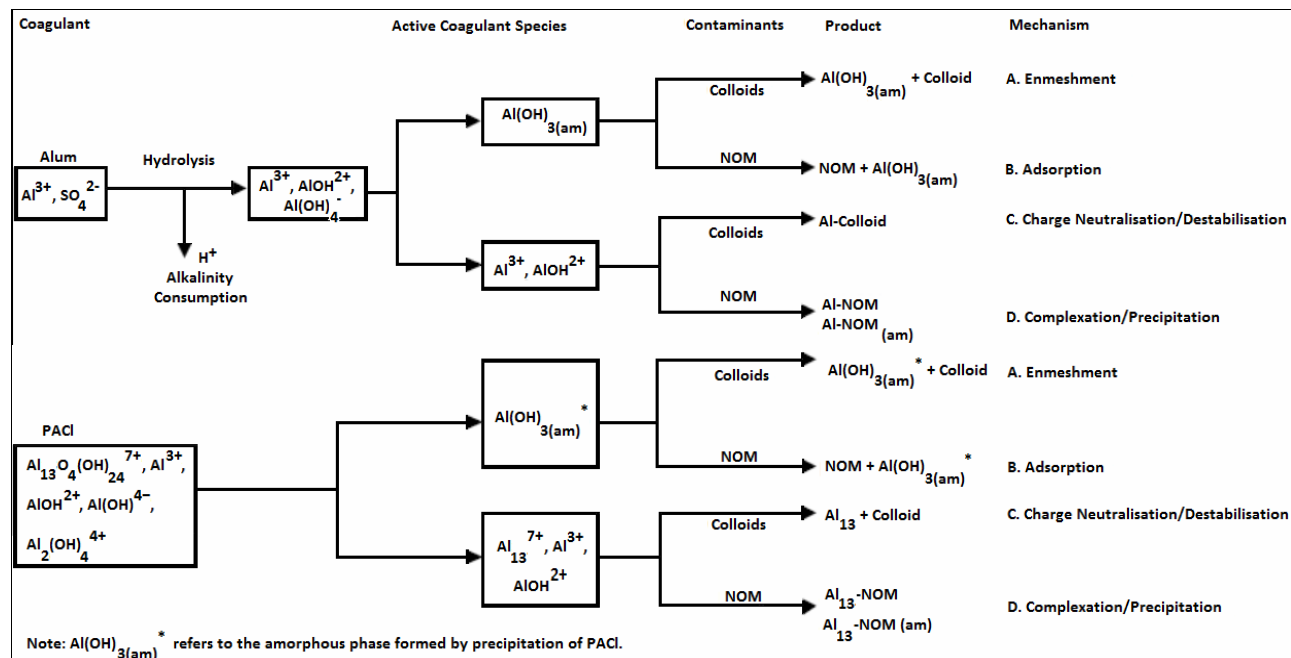 Coagulant Active Coagulant Species Contaminants Product Mechanism
Colloids
Al(OH)3(am) + Colloid
A. Enmeshment
Al(OH)3(am)
Alum
Hydrolysis
NOM
NOM + Al(OH)3(am)
B. Adsorption
Al³⁺, SO₄²⁻
Al³⁺, AlOH²⁺,
Al(OH)₄⁻
Colloids
Al-Colloid
C. Charge Neutralisation/Destabilisation
H⁺
Alkalinity
Consumption
Al³⁺, AlOH²⁺
NOM
Al-NOM
Al-NOM (am)
D. Complexation/Precipitation
Colloids
Al(OH)3(am)* + Colloid
A. Enmeshment
Al(OH)3(am)*
PACl
Al₁₃O₄(OH)₂₄⁷⁺, Al³⁺,
AlOH²⁺, Al(OH)⁴⁻,
Al₂(OH)₄⁴⁺
NOM
NOM + Al(OH)3(am)*
B. Adsorption
Colloids
Al₁₃ + Colloid
C. Charge Neutralisation/Destabilisation
Al₁₃⁷⁺, Al³⁺,
AlOH²⁺
NOM
Al₁₃-NOM
Al₁₃-NOM (am)
D. Complexation/Precipitation
Note: Al(OH)3(am)* refers to the amorphous phase formed by precipitation of PACl.